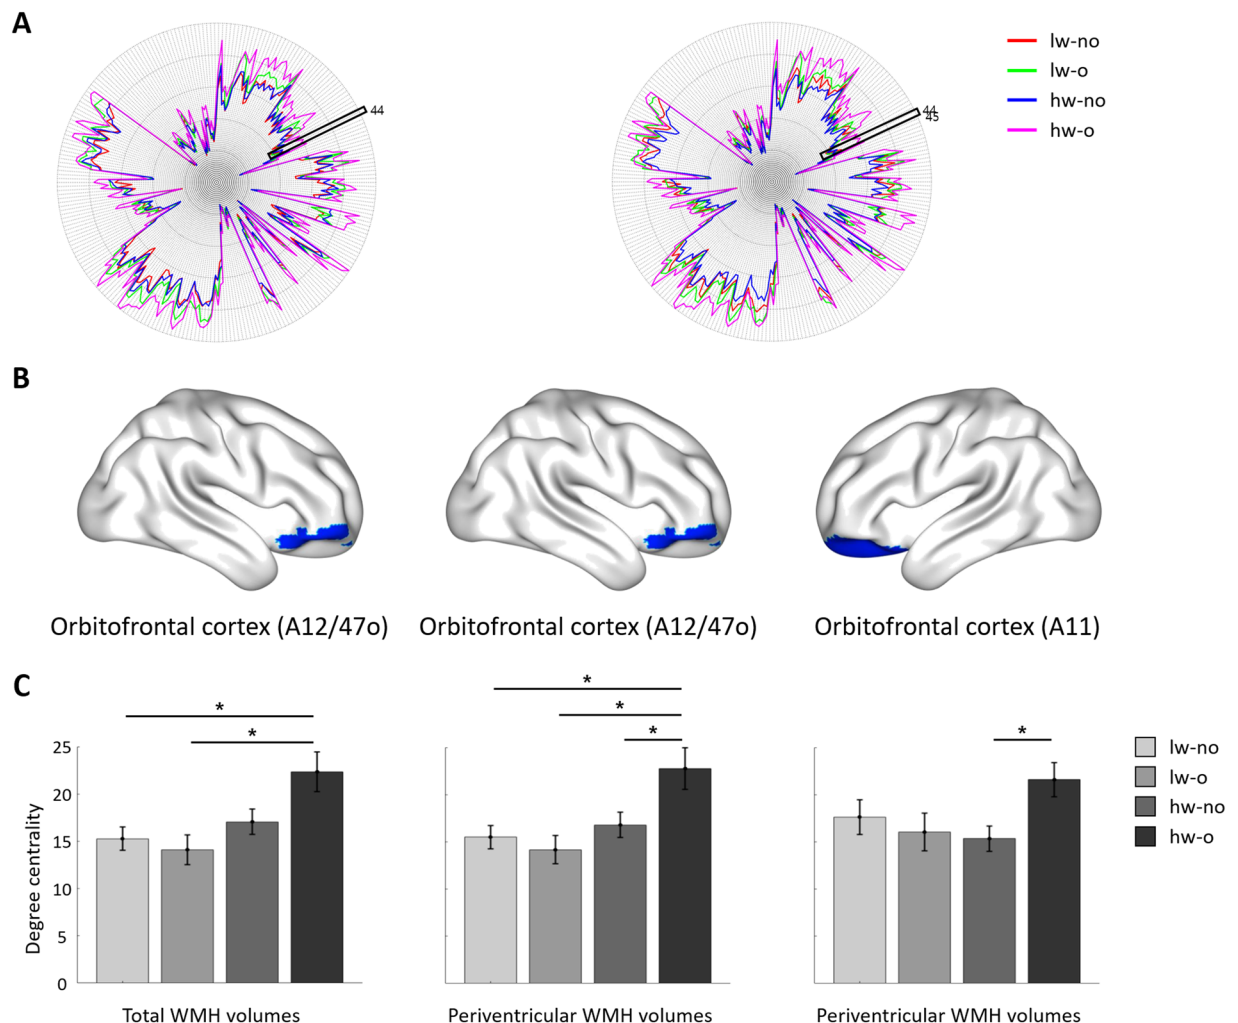 A
44
44
45
lw-no
lw-o
hw-no
hw-o
B
Orbitofrontal cortex (A12/47o)
Orbitofrontal cortex (A12/47o)
Orbitofrontal cortex (A11)
C
*
*
*
*
*
*
Degree centrality
25
20
15
10
5
0
lw-no
lw-o
hw-no
hw-o
Total WMH volumes
Periventricular WMH volumes
Periventricular WMH volumes